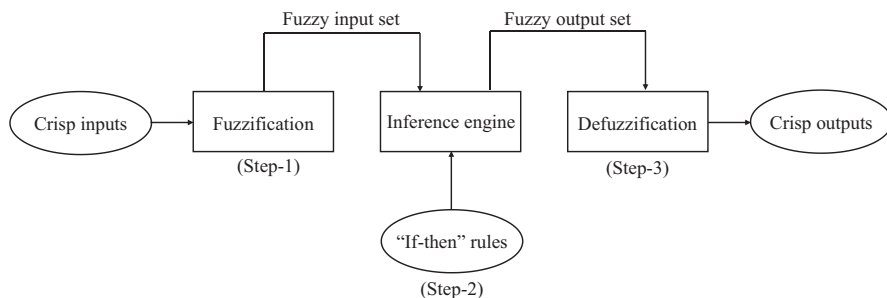 Fuzzy input set
Fuzzy output set
Crisp inputs
Fuzzification
Inference engine
Defuzzification
Crisp outputs
(Step-1)
(Step-3)
“If-then” rules
(Step-2)